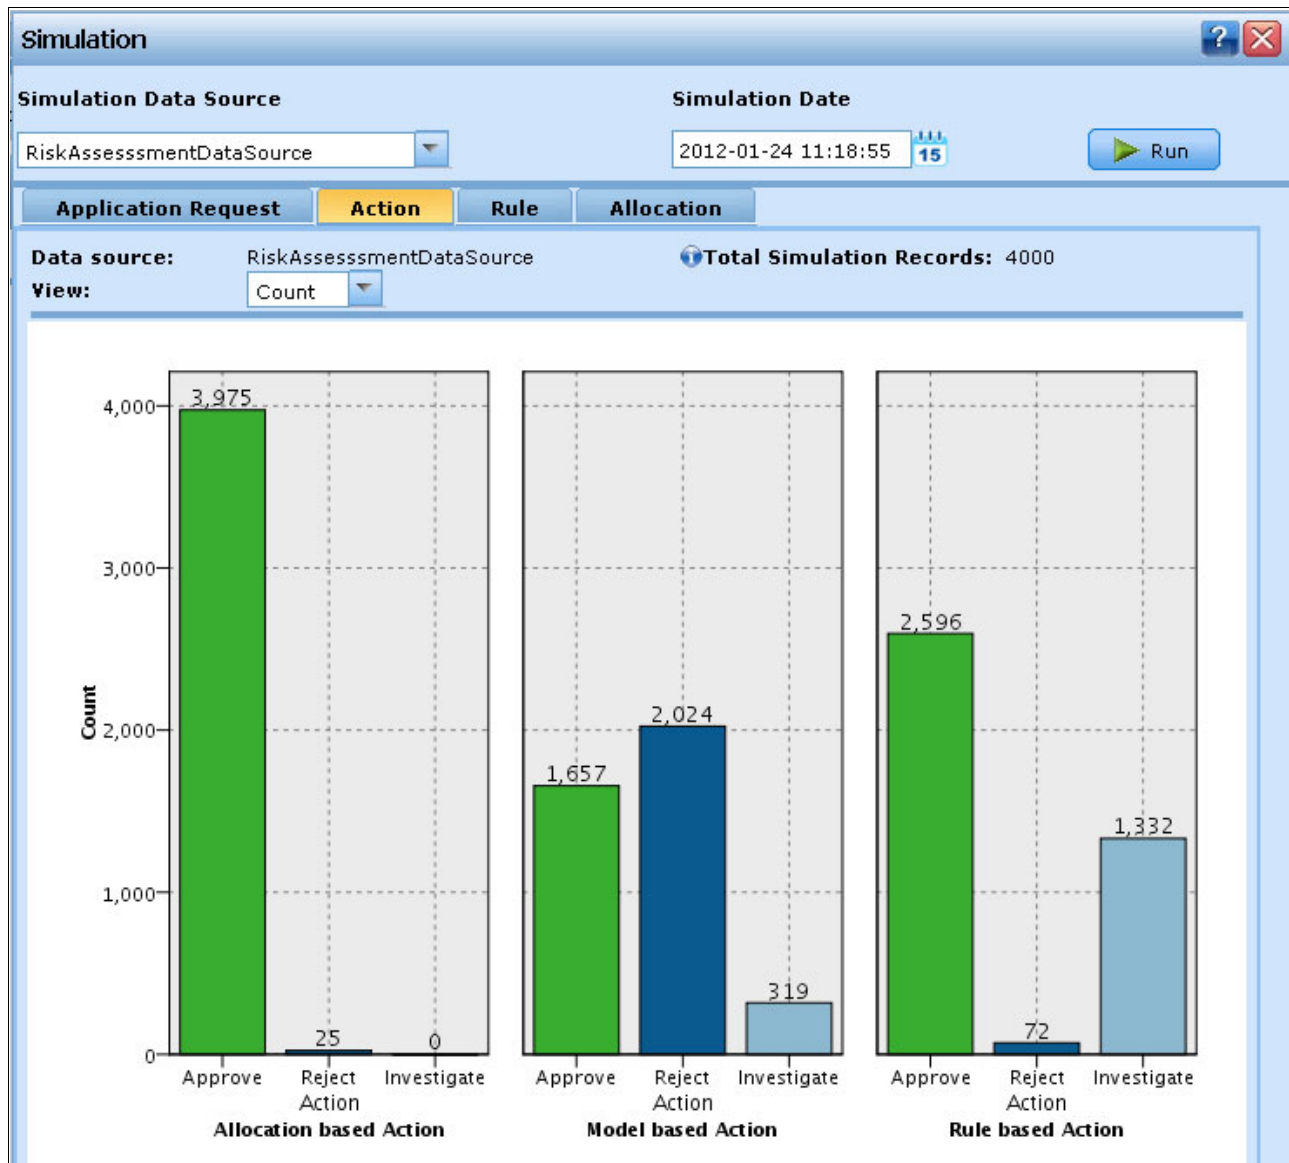 Simulation
?
Simulation Data Source
Simulation Date
RiskAssesssmentDataSource
2012-01-24 11:18:55
15
Run
Application Request
Action
Rule
Allocation
Data source:
RiskAssesssmentDataSource
Total Simulation Records: 4000
View:
Count
Count
4,000
3,000
2,000
1,000
0
3,975
25
0
Approve
Reject
Investigate
Action
Allocation based Action
1,657
2,024
319
Approve
Reject
Investigate
Action
Model based Action
2,596
72
1,332
Approve
Reject
Investigate
Action
Rule based Action